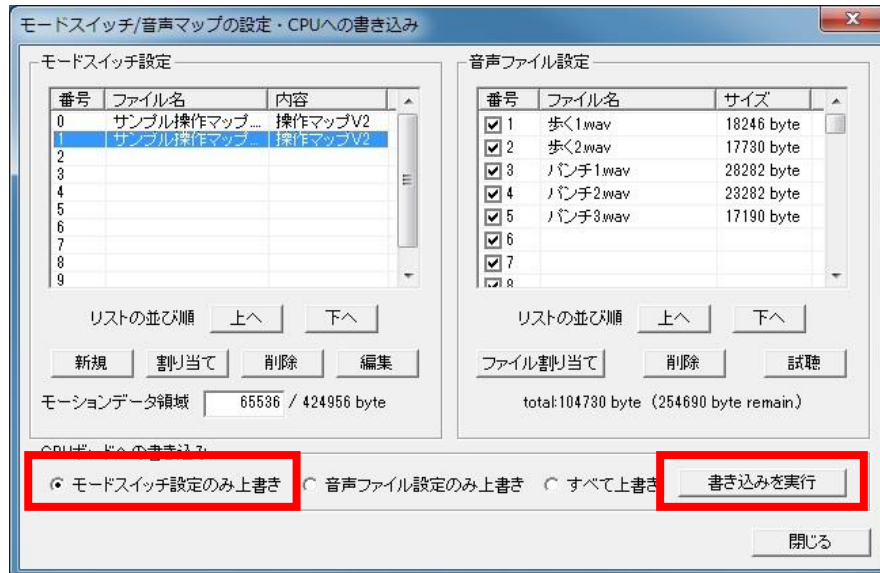 モードスイッチ/音声マップの設定・CPUへの書き込み
モードスイッチ設定
番号 ファイル名 内容
0 サンプル操作マップ... 操作マップV2
1 サンプル操作マップ... 操作マップV2
2
3
4
5
6
7
8
9
リストの並び順 上へ 下へ
新規 割り当て 削除 編集
モーションデータ領域 65536 / 424956 byte
音声ファイル設定
番号 ファイル名 サイズ
1 歩く1.wav 18246 byte
2 歩く2.wav 17730 byte
3 パンチ1.wav 28282 byte
4 パンチ2.wav 23282 byte
5 パンチ3.wav 17190 byte
6
7
8
リストの並び順 上へ 下へ
ファイル割り当て 削除 試聴
total:104730 byte (254690 byte remain.)
CPUボードへの書き込み
モードスイッチ設定のみ上書き 音声ファイル設定のみ上書き すべて上書き 書き込みを実行
閉じる